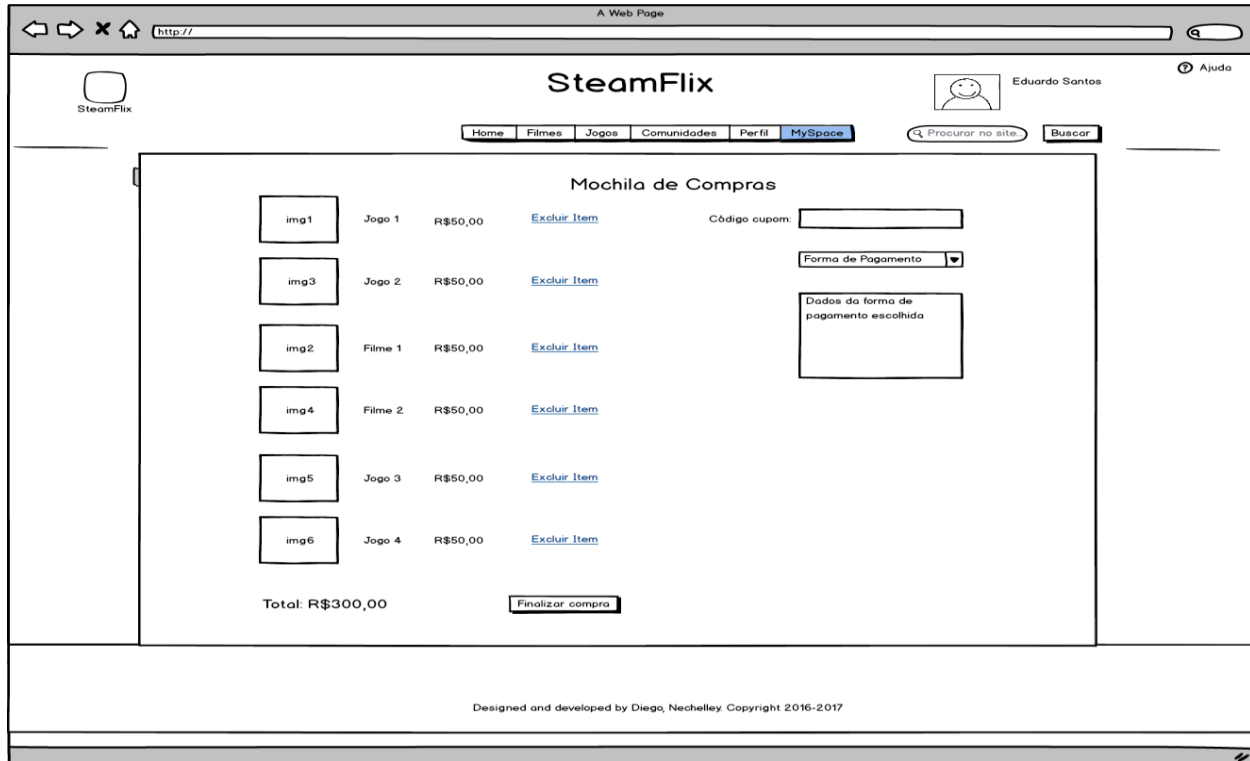 A Web Page
http://
Ajuda
SteamFlix
SteamFlix
Eduardo Santos
Home Filmes Jogos Comunidades Perfil MySpace
Procurar no site..
Buscar
Mochila de Compras
img1 Jogo 1 R$50,00 Excluir Item
Código cupom:
img3 Jogo 2 R$50,00 Excluir Item
Forma de Pagamento
Dados da forma de
pagamento escolhida
img2 Filme 1 R$50,00 Excluir Item
img4 Filme 2 R$50,00 Excluir Item
img5 Jogo 3 R$50,00 Excluir Item
img6 Jogo 4 R$50,00 Excluir Item
Total: R$300,00
Finalizar compra
Designed and developed by Diego, Nechelley. Copyright 2016-2017